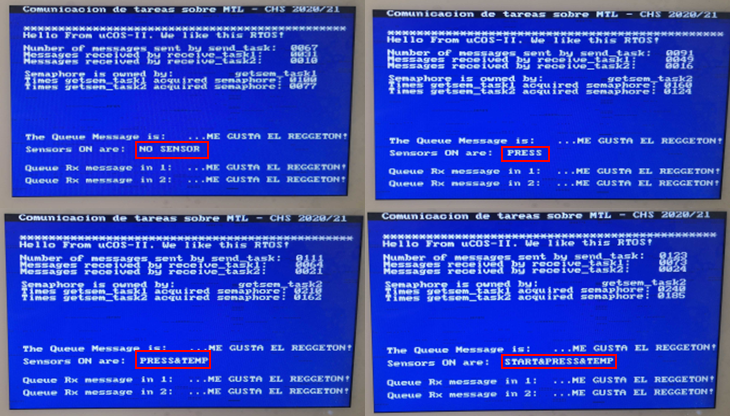 Comunicacion de tareas sobre MTL - CHS 2020/21
Hello From uCOS-II. We like this RTOS!
Number of messages sent by send_task: 0067
Messages received by receive_task1: 0031
Messages received by receive_task2: 0010
Semaphore is owned by: getsem_task1
Times getsem_task1 acquired semaphore: 0100
Times getsem_task2 acquired semaphore: 0077
The Queue Message is: ...ME GUSTA EL REGGETON!
Sensors ON are: NO SENSOR
Queue Rx message in 1: ...ME GUSTA EL REGGETON!
Queue Rx message in 2: ...ME GUSTA EL REGGETON!
Comunicacion de tareas sobre MTL - CHS 2020/21
Hello From uCOS-II. We like this RTOS!
Number of messages sent by send_task: 0091
Messages received by receive_task1: 0049
Messages received by receive_task2: 0016
Semaphore is owned by: getsem_task2
Times getsem_task1 acquired semaphore: 0160
Times getsem_task2 acquired semaphore: 0124
The Queue Message is: ...ME GUSTA EL REGGETON!
Sensors ON are: PRESS
Queue Rx message in 1: ...ME GUSTA EL REGGETON!
Queue Rx message in 2: ...ME GUSTA EL REGGETON!
Comunicacion de tareas sobre MTL - CHS 2020/21
Hello From uCOS-II. We like this RTOS!
Number of messages sent by send_task: 0111
Messages received by receive_task1: 0064
Messages received by receive_task2: 0021
Semaphore is owned by: getsem_task2
Times getsem_task1 acquired semaphore: 0210
Times getsem_task2 acquired semaphore: 0162
The Queue Message is: ...ME GUSTA EL REGGETON!
Sensors ON are: PRESS&TEMP
Queue Rx message in 1: ...ME GUSTA EL REGGETON!
Queue Rx message in 2: ...ME GUSTA EL REGGETON!
Comunicacion de tareas sobre MTL - CHS 2020/21
Hello From uCOS-II. We like this RTOS!
Number of messages sent by send_task: 0123
Messages received by receive_task1: 0073
Messages received by receive_task2: 0024
Semaphore is owned by: getsem_task2
Times getsem_task1 acquired semaphore: 0240
Times getsem_task2 acquired semaphore: 0185
The Queue Message is: ...ME GUSTA EL REGGETON!
Sensors ON are: START&PRESS&TEMP
Queue Rx message in 1: ...ME GUSTA EL REGGETON!
Queue Rx message in 2: ...ME GUSTA EL REGGETON!